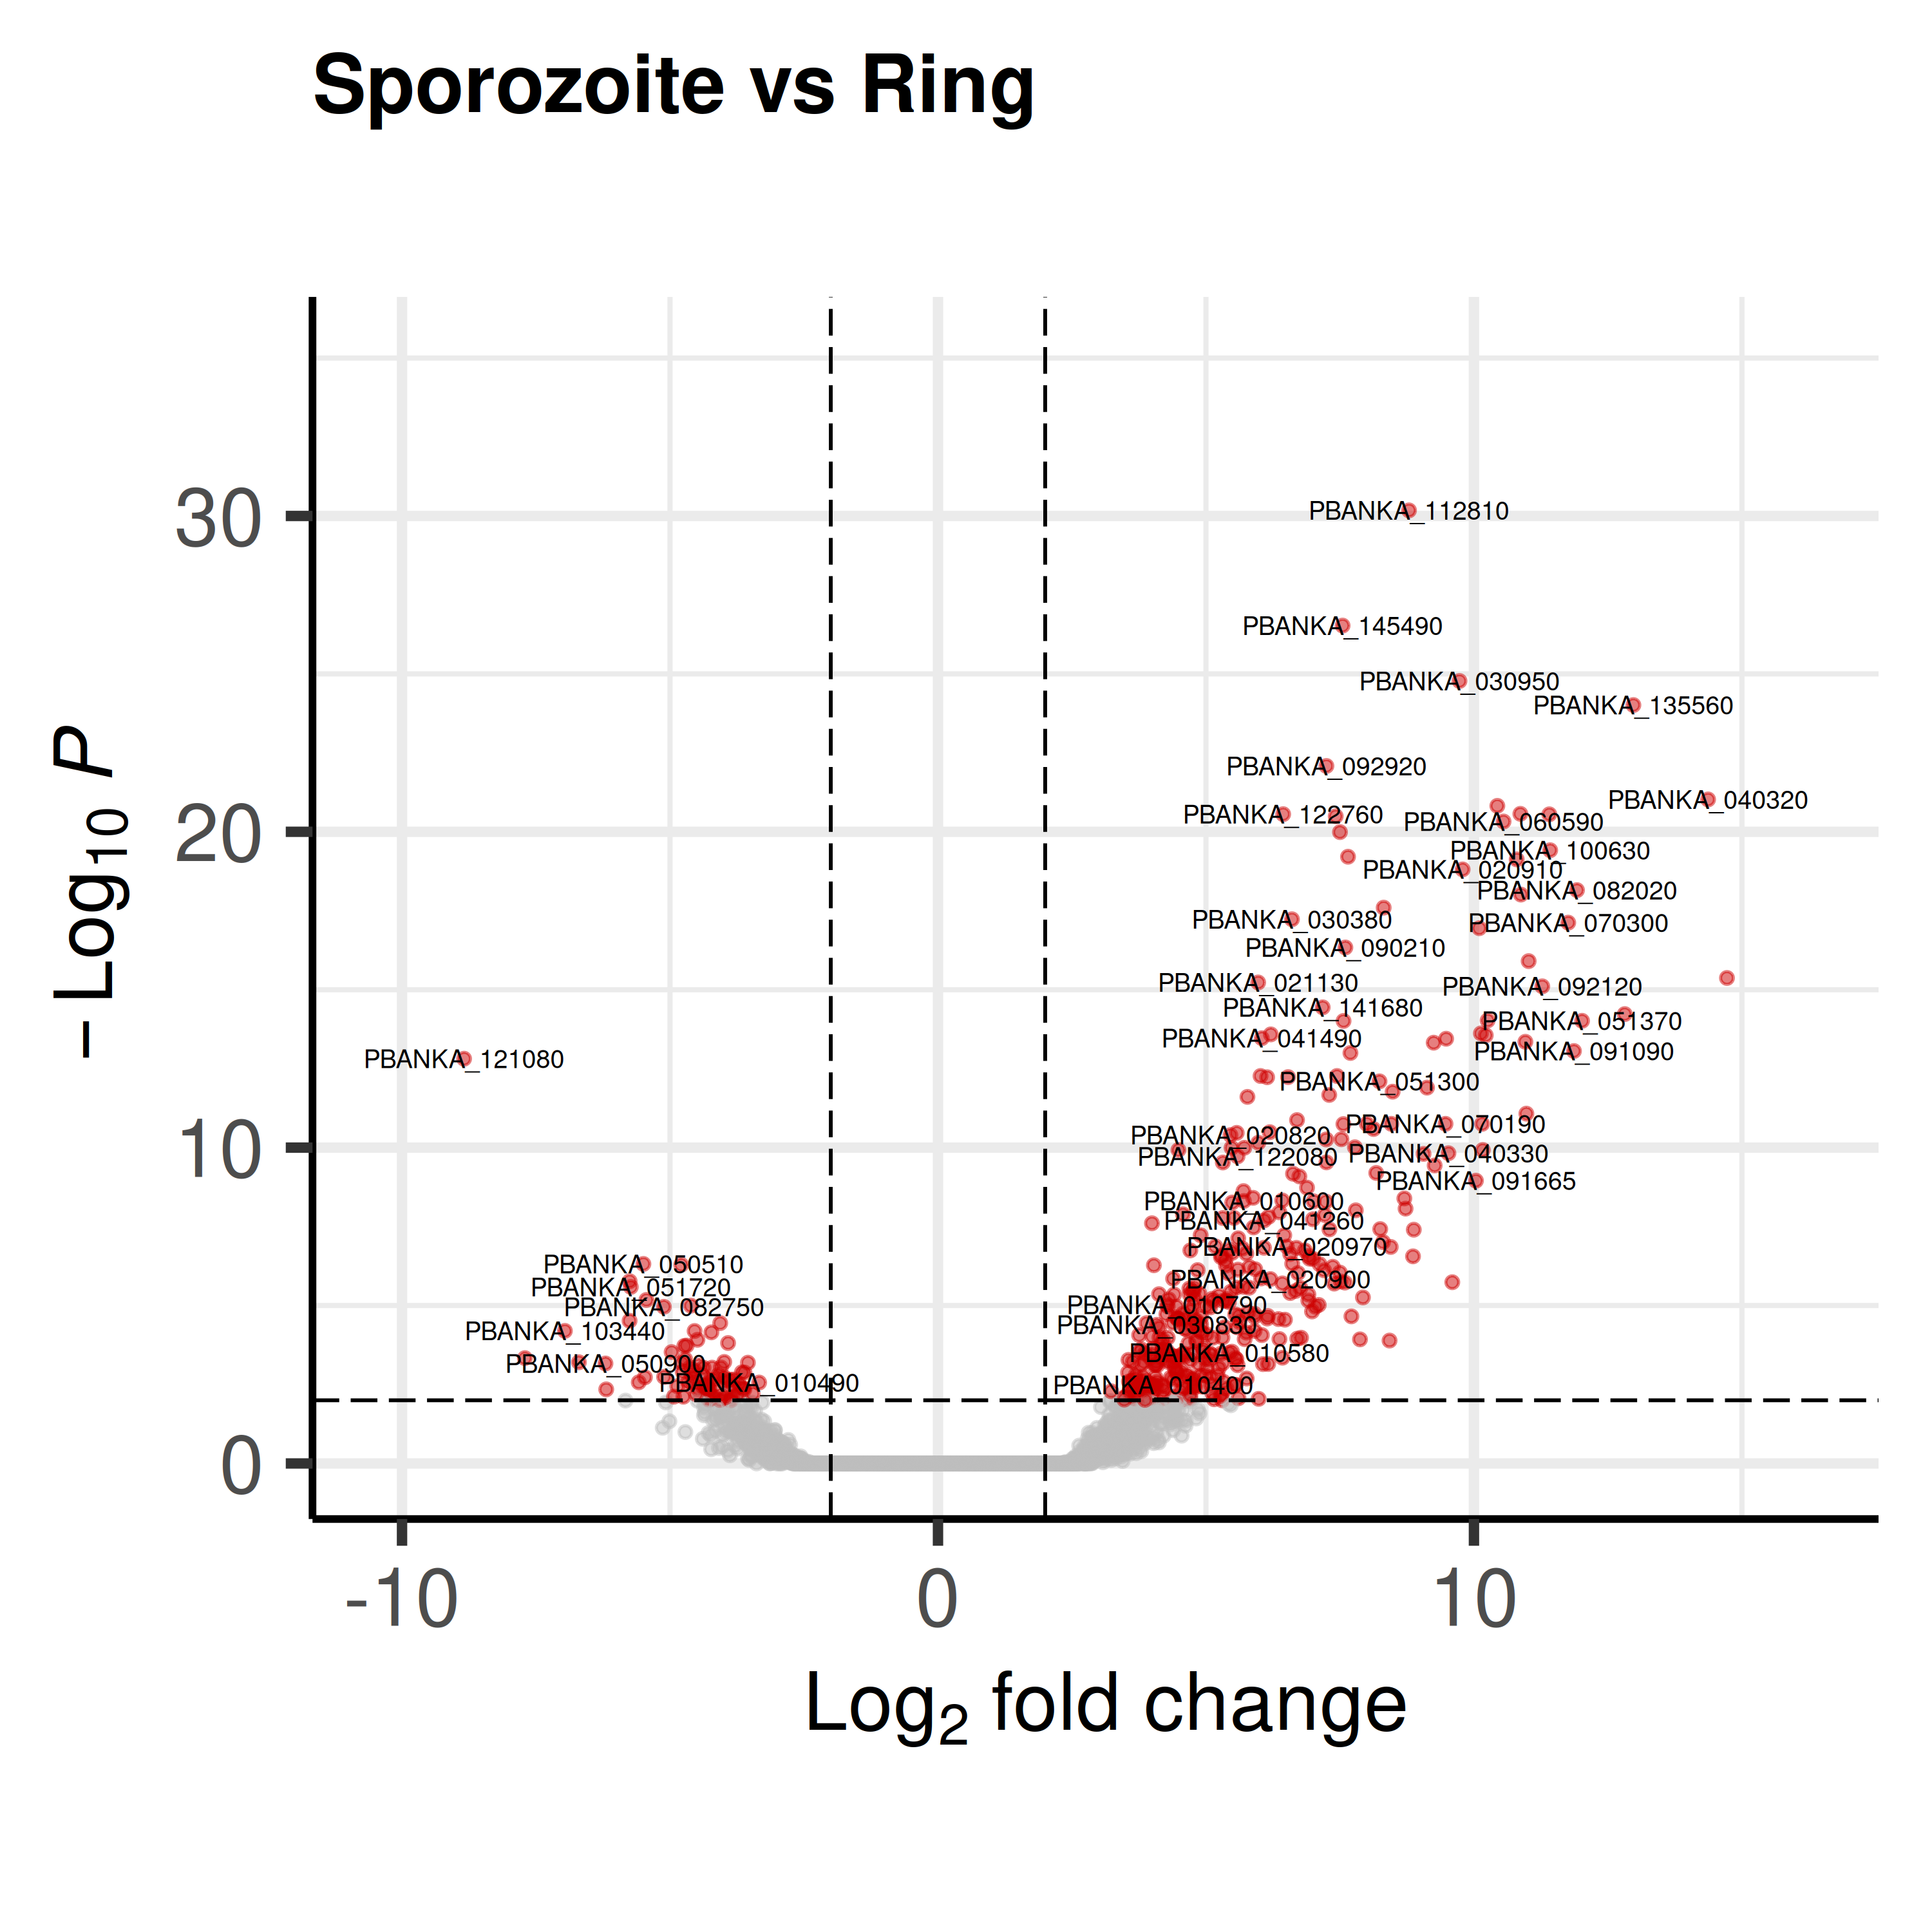 Sporozoite vs Ring
− Log10 P
30
20
10
0
PBANKA_112810
PBANKA_145490
PBANKA_030950
PBANKA_135560
PBANKA_092920
PBANKA_040320
PBANKA_122760
PBANKA_060590
PBANKA_100630
PBANKA_020910
PBANKA_082020
PBANKA_030380
PBANKA_070300
PBANKA_090210
PBANKA_021130
PBANKA_092120
PBANKA_141680
PBANKA_051370
PBANKA_041490
PBANKA_091090
PBANKA_121080
PBANKA_051300
PBANKA_070190
PBANKA_020820
PBANKA_040330
PBANKA_122080
PBANKA_091665
PBANKA_010600
PBANKA_041260
PBANKA_020970
PBANKA_050510
PBANKA_020900
PBANKA_051720
PBANKA_010790
PBANKA_082750
PBANKA_030830
PBANKA_103440
PBANKA_010580
PBANKA_050900
PBANKA_010490
PBANKA_010400
-10
0
10
Log2 fold change